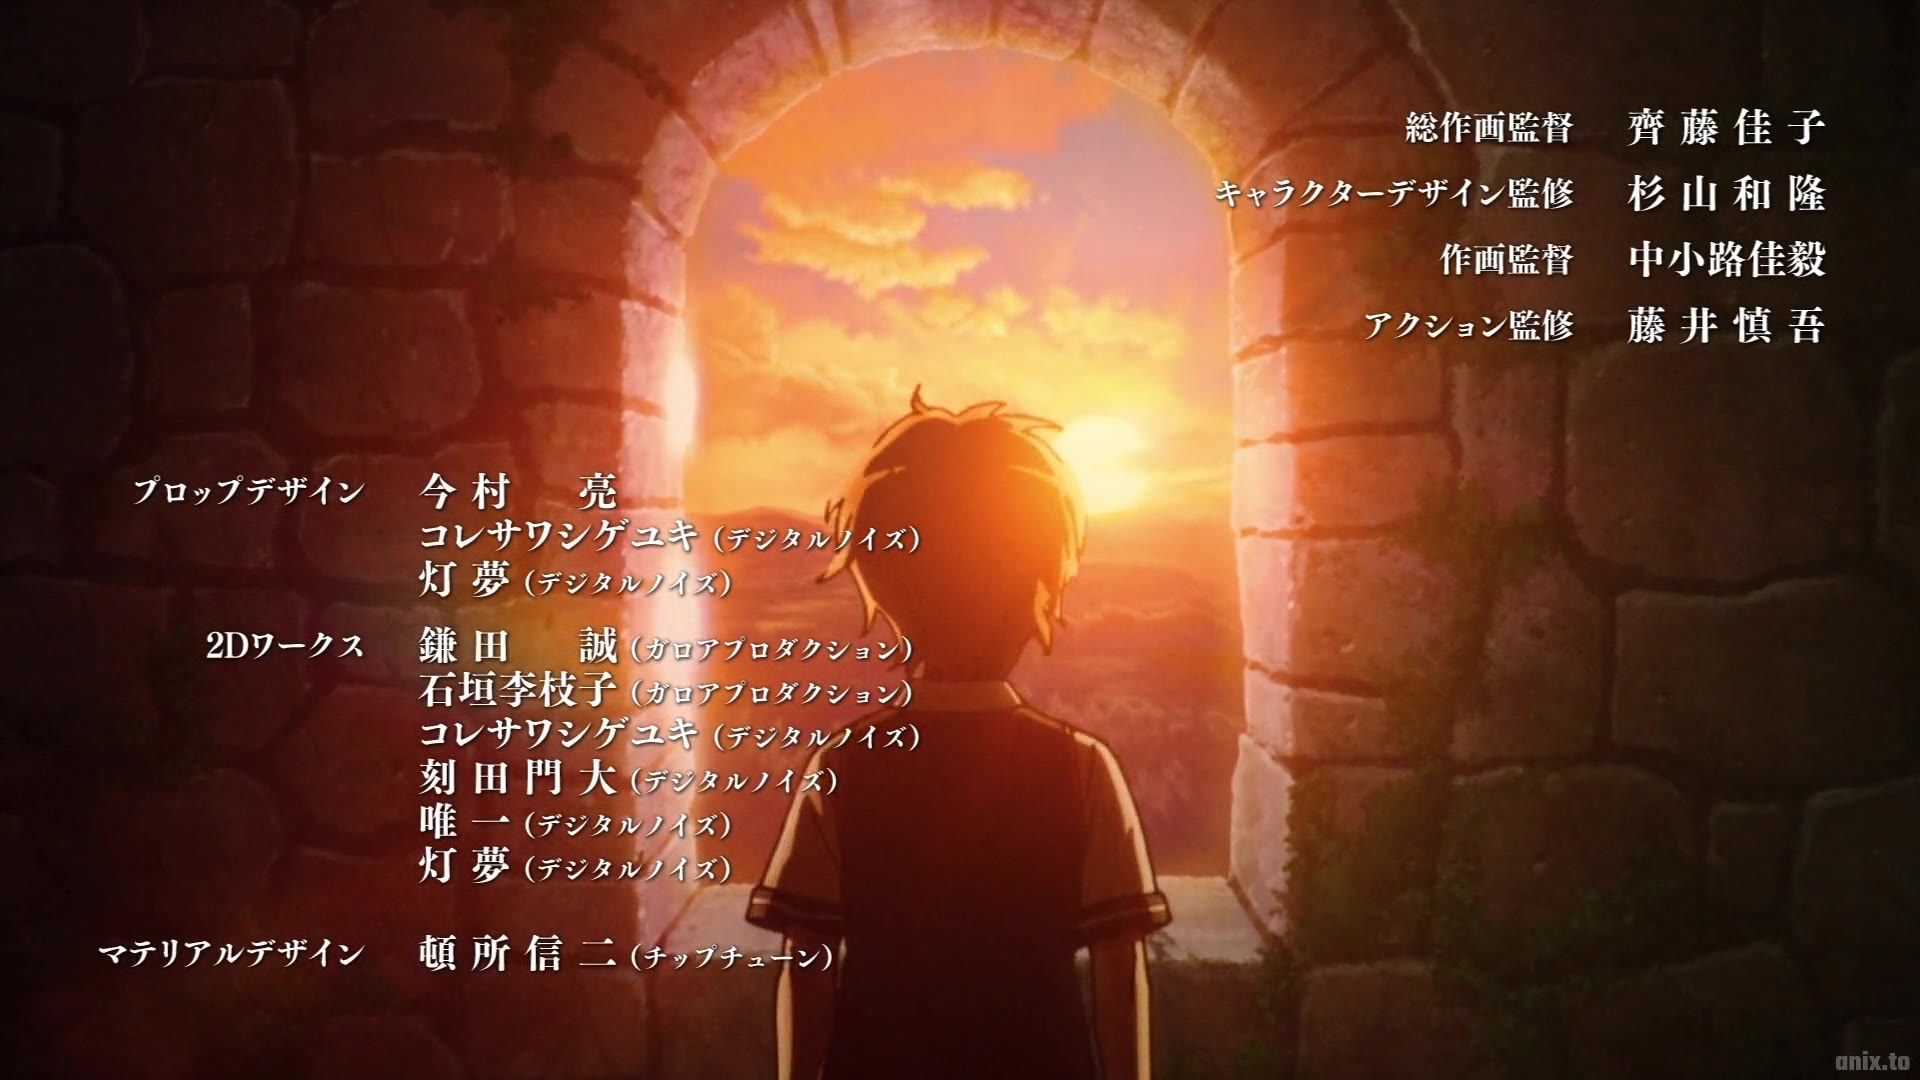 総作画監督 齊藤佳子
キャラクターデザイン監修 杉山和隆
作画監督 中小路佳毅
アクション監修 藤井慎吾
プロップデザイン 今村 亮
コレサワシゲユキ（デジタルノイズ）
灯夢（デジタルノイズ）
2Dワークス 鎌田 誠（ガロアプロダクション）
石垣李枝子（ガロアプロダクション）
コレサワシゲユキ（デジタルノイズ）
刻田門大（デジタルノイズ）
唯一（デジタルノイズ）
灯夢（デジタルノイズ）
マテリアルデザイン 頓所信二（チップチューン）
anix.to